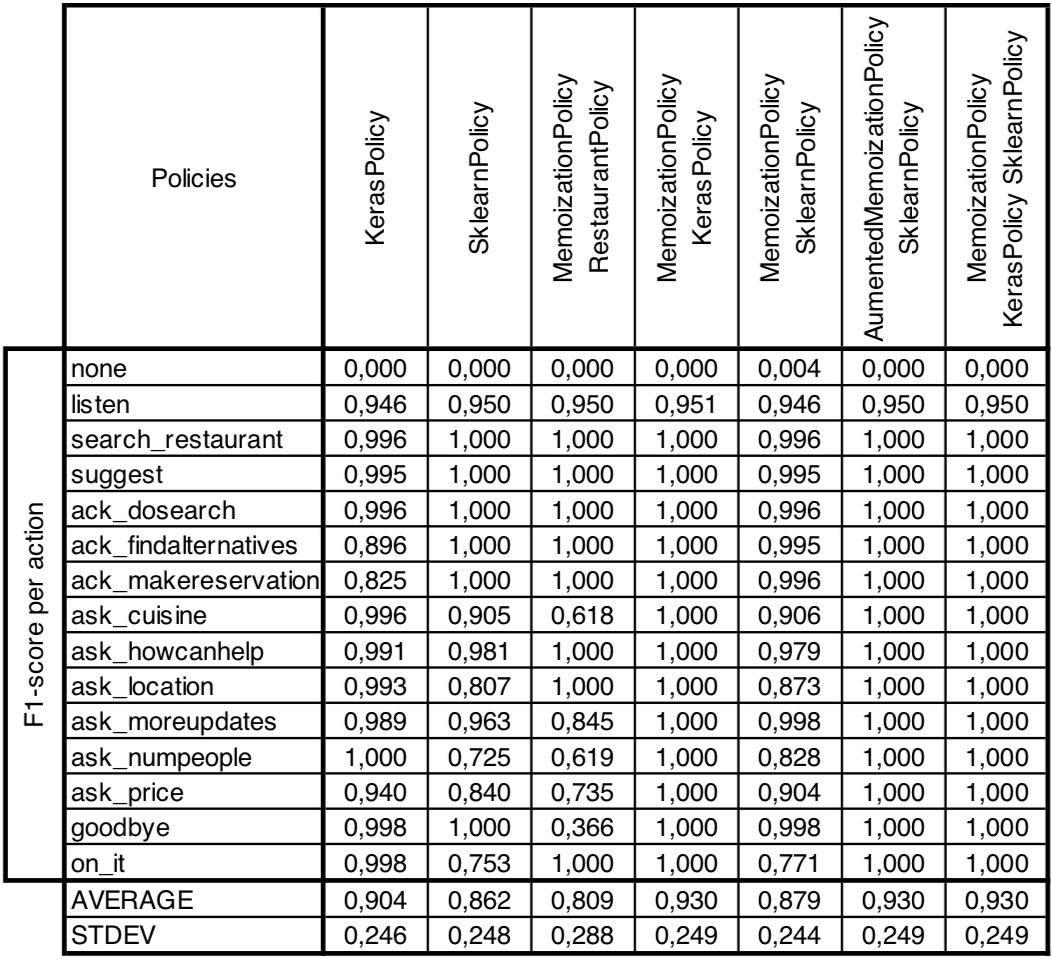 Policies KerasPolicy SklearnPolicy MemoizationPolicy RestaurantPolicy MemoizationPolicy KerasPolicy MemoizationPolicy SklearnPolicy AumentedMemoizationPolicy SklearnPolicy MemoizationPolicy KerasPolicy SklearnPolicy
F1-score per action
none 0,000 0,000 0,000 0,000 0,004 0,000 0,000
listen 0,946 0,950 0,950 0,951 0,946 0,950 0,950
search_restaurant 0,996 1,000 1,000 1,000 0,996 1,000 1,000
suggest 0,995 1,000 1,000 1,000 0,995 1,000 1,000
ack_dosearch 0,996 1,000 1,000 1,000 0,996 1,000 1,000
ack_findalternatives 0,896 1,000 1,000 1,000 0,995 1,000 1,000
ack_makereservation 0,825 1,000 1,000 1,000 0,996 1,000 1,000
ask_cuisine 0,996 0,905 0,618 1,000 0,906 1,000 1,000
ask_howcanhelp 0,991 0,981 1,000 1,000 0,979 1,000 1,000
ask_location 0,993 0,807 1,000 1,000 0,873 1,000 1,000
ask_moreupdates 0,989 0,963 0,845 1,000 0,998 1,000 1,000
ask_numpeople 1,000 0,725 0,619 1,000 0,828 1,000 1,000
ask_price 0,940 0,840 0,735 1,000 0,904 1,000 1,000
goodbye 0,998 1,000 0,366 1,000 0,998 1,000 1,000
on_it 0,998 0,753 1,000 1,000 0,771 1,000 1,000
AVERAGE 0,904 0,862 0,809 0,930 0,879 0,930 0,930
STDEV 0,246 0,248 0,288 0,249 0,244 0,249 0,249